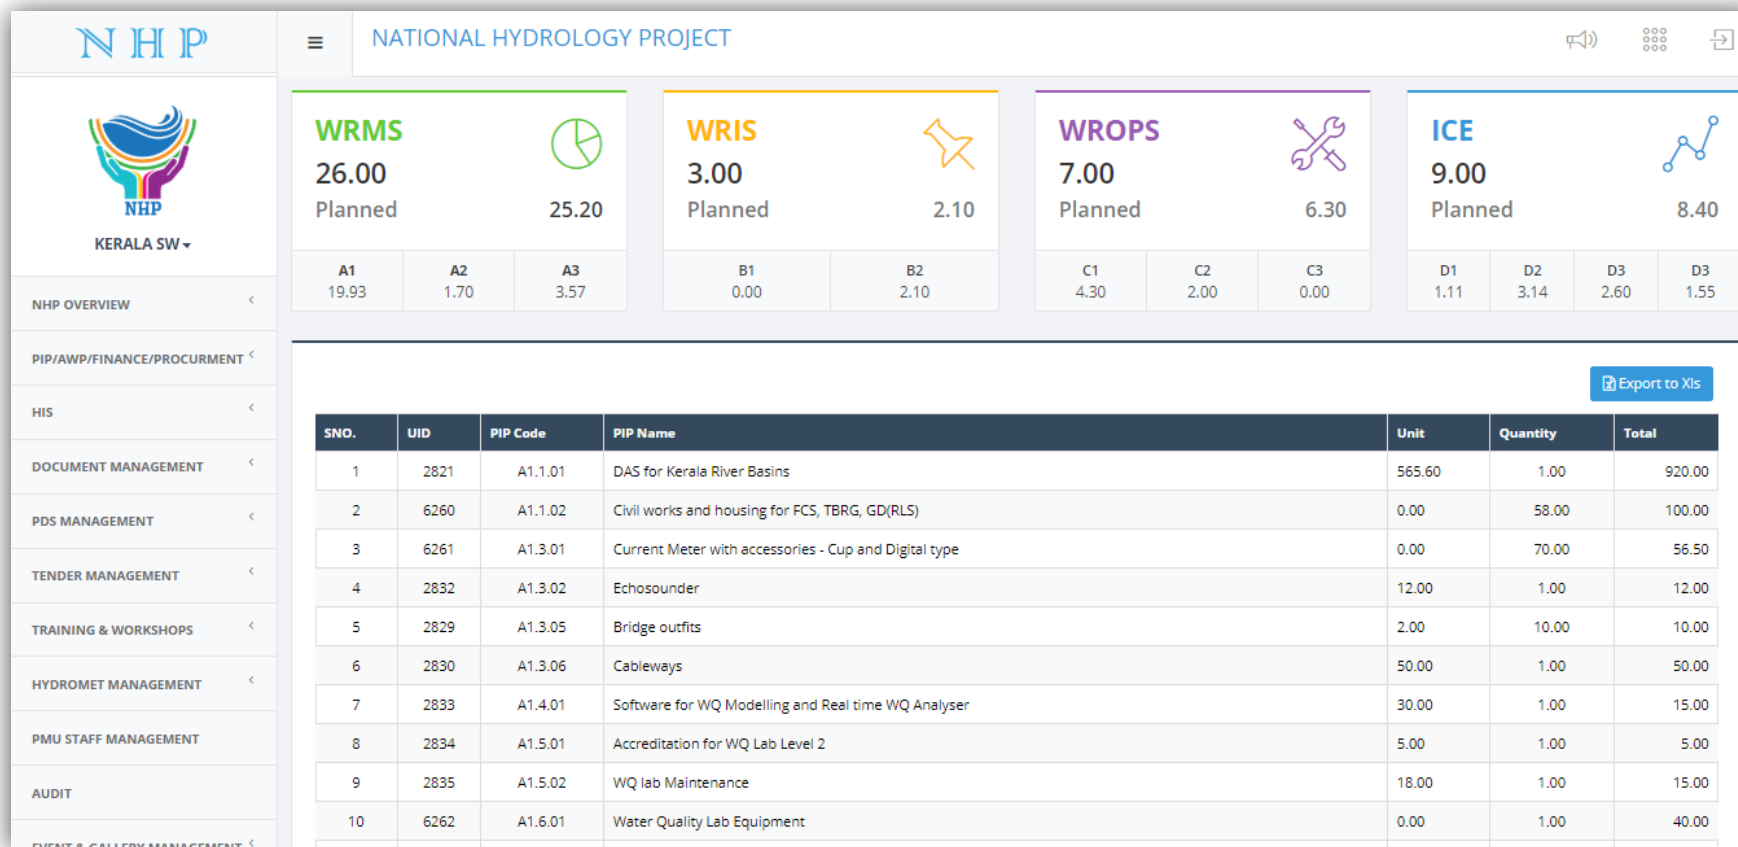 N H P
NATIONAL HYDROLOGY PROJECT
NHP
KERALA SW
NHP OVERVIEW
PIP/AWP/FINANCE/PROCURMENT
HIS
DOCUMENT MANAGEMENT
PDS MANAGEMENT
TENDER MANAGEMENT
TRAINING & WORKSHOPS
HYDROMET MANAGEMENT
PMU STAFF MANAGEMENT
AUDIT
EVENT & GALLERY MANAGEMENT
WRMS
26.00
Planned 25.20
A1 A2 A3
19.93 1.70 3.57
WRIS
3.00
Planned 2.10
B1 B2
0.00 2.10
WROPS
7.00
Planned 6.30
C1 C2 C3
4.30 2.00 0.00
ICE
9.00
Planned 8.40
D1 D2 D3 D3
1.11 3.14 2.60 1.55
Export to Xls
SNO. UID PIP Code PIP Name Unit Quantity Total
1 2821 A1.1.01 DAS for Kerala River Basins 565.60 1.00 920.00
2 6260 A1.1.02 Civil works and housing for FCS, TBRG, GD(RLS) 0.00 58.00 100.00
3 6261 A1.3.01 Current Meter with accessories - Cup and Digital type 0.00 70.00 56.50
4 2832 A1.3.02 Echosounder 12.00 1.00 12.00
5 2829 A1.3.05 Bridge outfits 2.00 10.00 10.00
6 2830 A1.3.06 Cableways 50.00 1.00 50.00
7 2833 A1.4.01 Software for WQ Modelling and Real time WQ Analyser 30.00 1.00 15.00
8 2834 A1.5.01 Accreditation for WQ Lab Level 2 5.00 1.00 5.00
9 2835 A1.5.02 WQ lab Maintenance 18.00 1.00 15.00
10 6262 A1.6.01 Water Quality Lab Equipment 0.00 1.00 40.00